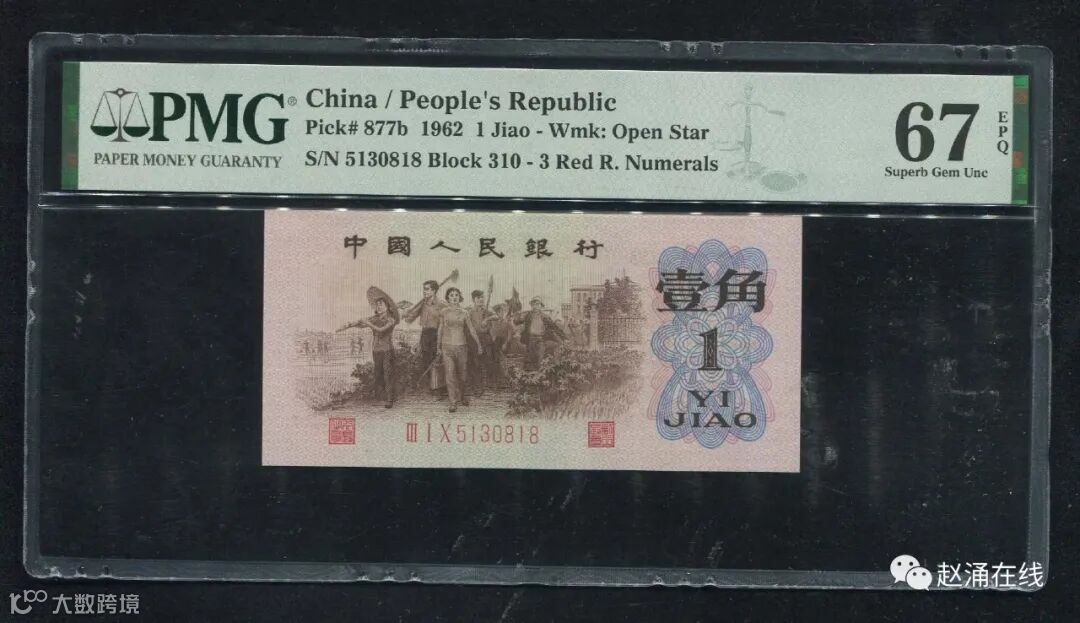 PMG®
PAPER MONEY GUARANTY
China / People's Republic
Pick# 877b 1962 1 Jiao - Wmk: Open Star
S/N 5130818 Block 310 - 3 Red R. Numerals
67
EPQ
Superb Gem Unc
中國人民銀行
壹角
1
YI
JIAO
III I X 5130818
赵涌在线
大数跨境